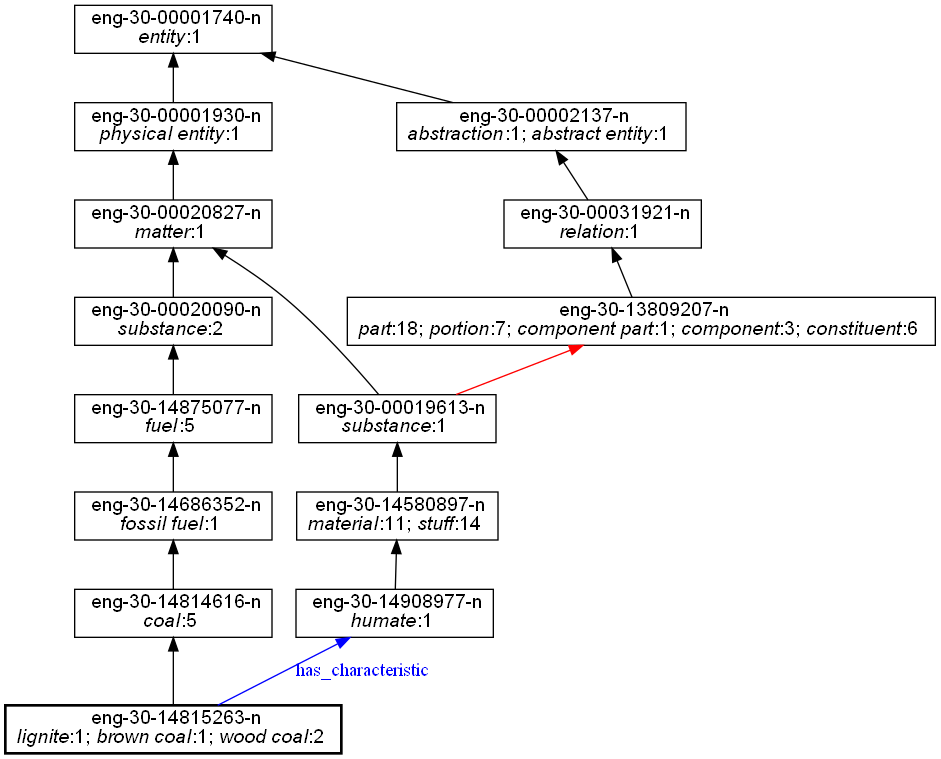 eng-30-00001740-n
entity:1
eng-30-00001930-n
physical entity:1
eng-30-00002137-n
abstraction:1; abstract entity:1
eng-30-00020827-n
matter:1
eng-30-00031921-n
relation:1
eng-30-00020090-n
substance:2
eng-30-13809207-n
part:18; portion:7; component part:1; component:3; constituent:6
eng-30-14875077-n
fuel:5
eng-30-00019613-n
substance:1
eng-30-14686352-n
fossil fuel:1
eng-30-14580897-n
material:11; stuff:14
eng-30-14814616-n
coal:5
eng-30-14908977-n
humate:1
has_characteristic
eng-30-14815263-n
lignite:1; brown coal:1; wood coal:2